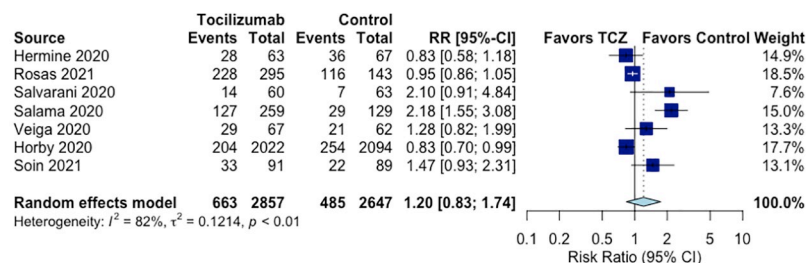 Tocilizumab Control
Source Events Total Events Total RR [95%-CI] Favors TCZ Favors Control Weight
Hermine 2020 28 63 36 67 0.83 [0.58; 1.18] 14.9%
Rosas 2021 228 295 116 143 0.95 [0.86; 1.05] 18.5%
Salvarani 2020 14 60 7 63 2.10 [0.91; 4.84] 7.6%
Salama 2020 127 259 29 129 2.18 [1.55; 3.08] 15.0%
Veiga 2020 29 67 21 62 1.28 [0.82; 1.99] 13.3%
Horby 2020 204 2022 254 2094 0.83 [0.70; 0.99] 17.7%
Soin 2021 33 91 22 89 1.47 [0.93; 2.31] 13.1%
Random effects model 663 2857 485 2647 1.20 [0.83; 1.74] 100.0%
Heterogeneity: I² = 82%, τ² = 0.1214, p < 0.01
0.1 0.2 0.5 1 2 5 10
Risk Ratio (95% CI)